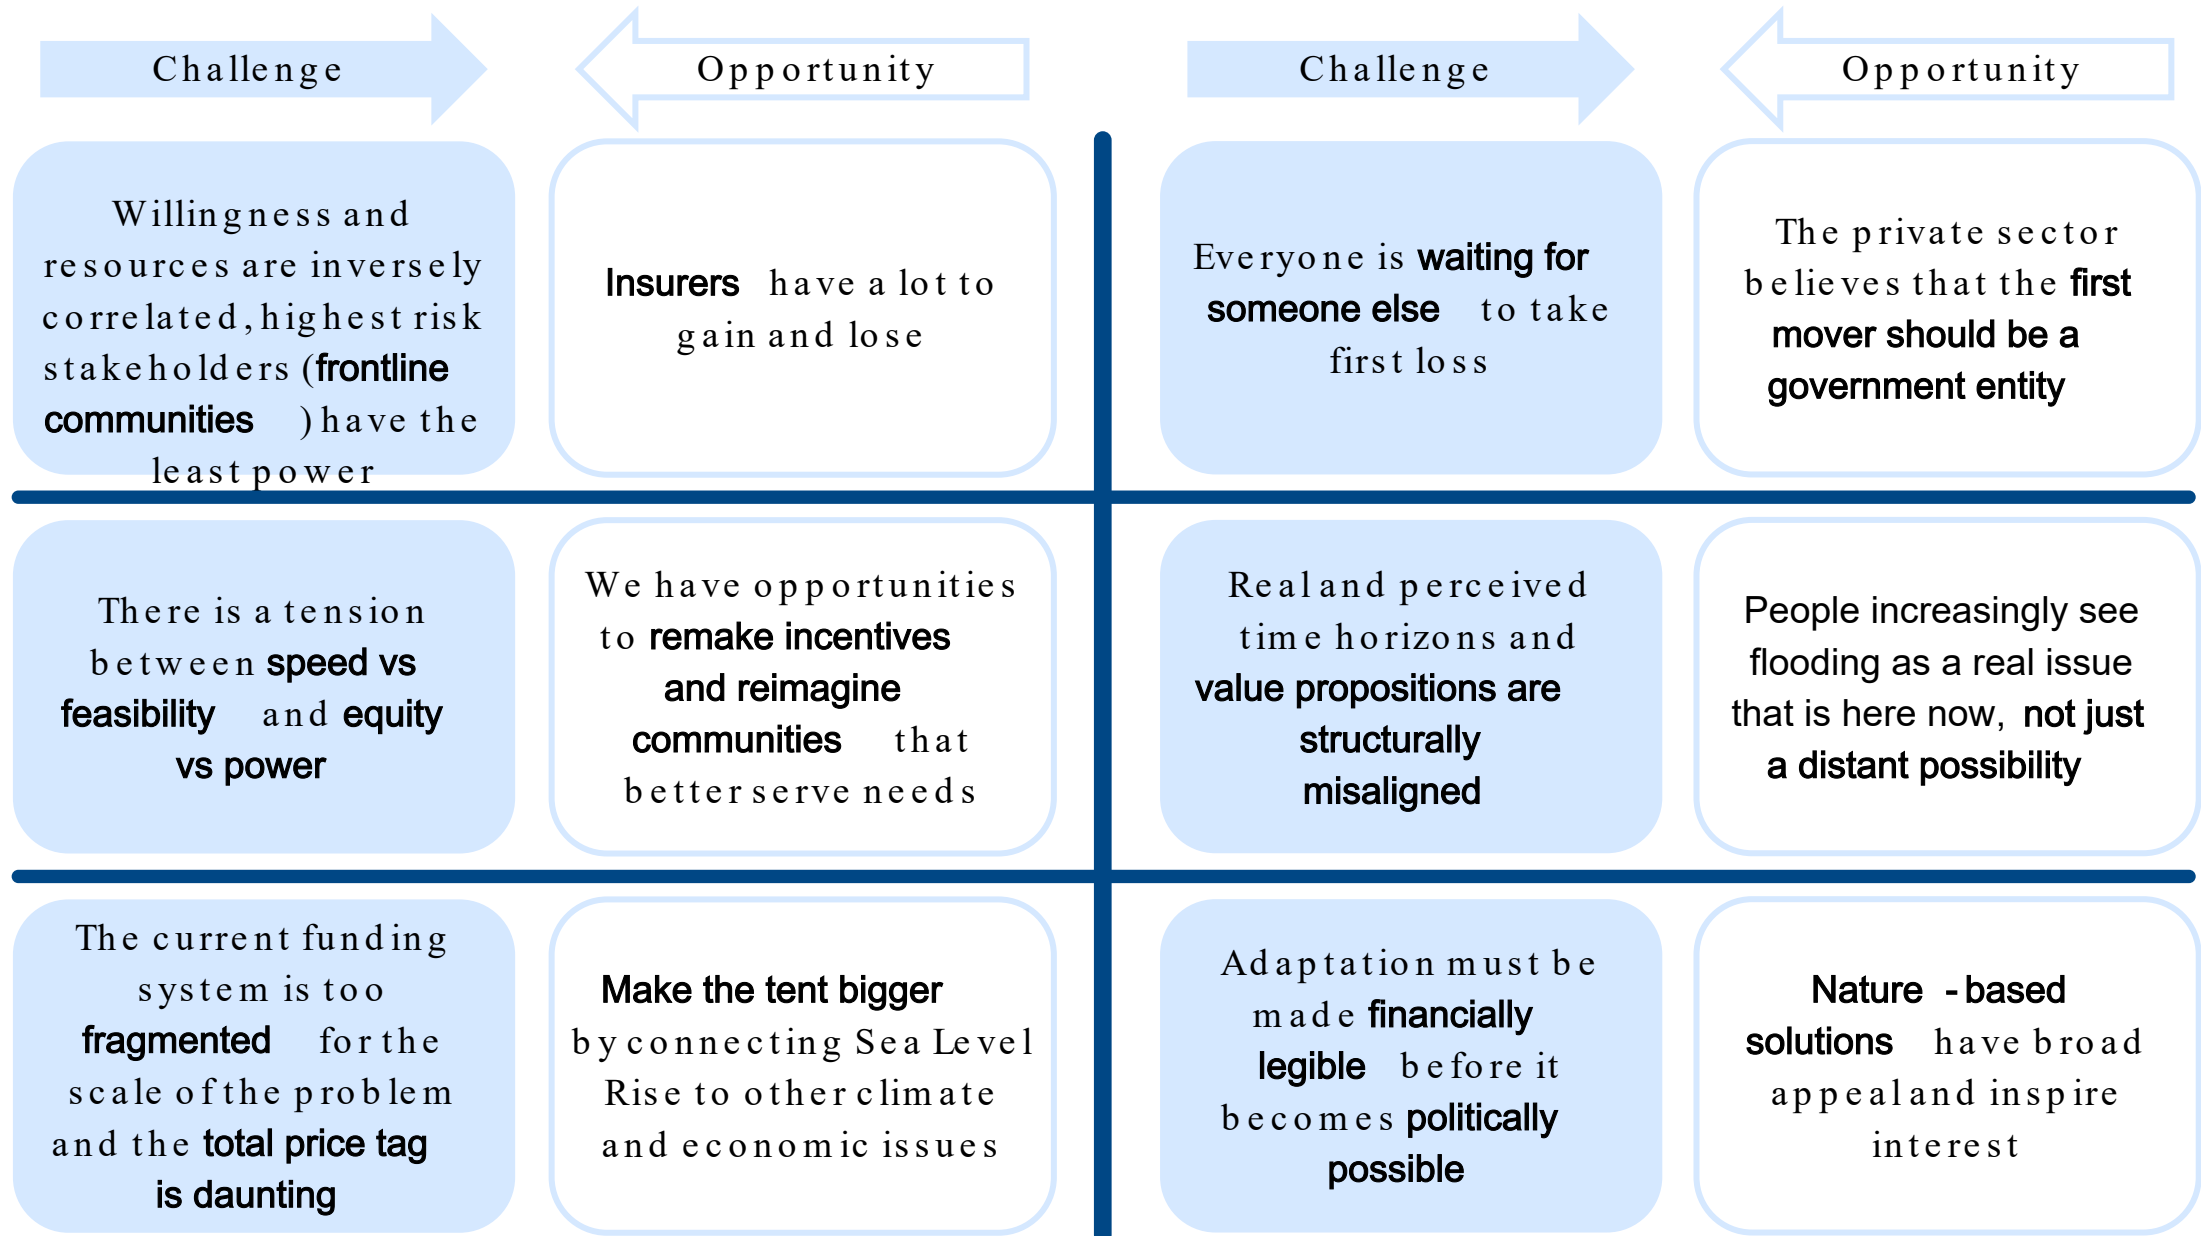 Challenge
Opportunity
Challenge
Opportunity
Willingness and
resources are inversely
correlated, highest risk
stakeholders (frontline
communities ) have the
least power
Insurers have a lot to
gain and lose
Everyone is waiting for
someone else to take
first loss
The private sector
believes that the first
mover should be a
government entity
There is a tension
between speed vs
feasibility and equity
vs power
We have opportunities
to remake incentives
and reimagine
communities that
better serve needs
Real and perceived
time horizons and
value propositions are
structurally
misaligned
People increasingly see
flooding as a real issue
that is here now, not just
a distant possibility
The current funding
system is too
fragmented for the
scale of the problem
and the total price tag
is daunting
Make the tent bigger
by connecting Sea Level
Rise to other climate
and economic issues
Adaptation must be
made financially
legible before it
becomes politically
possible
Nature -based
solutions have broad
appeal and inspire
interest